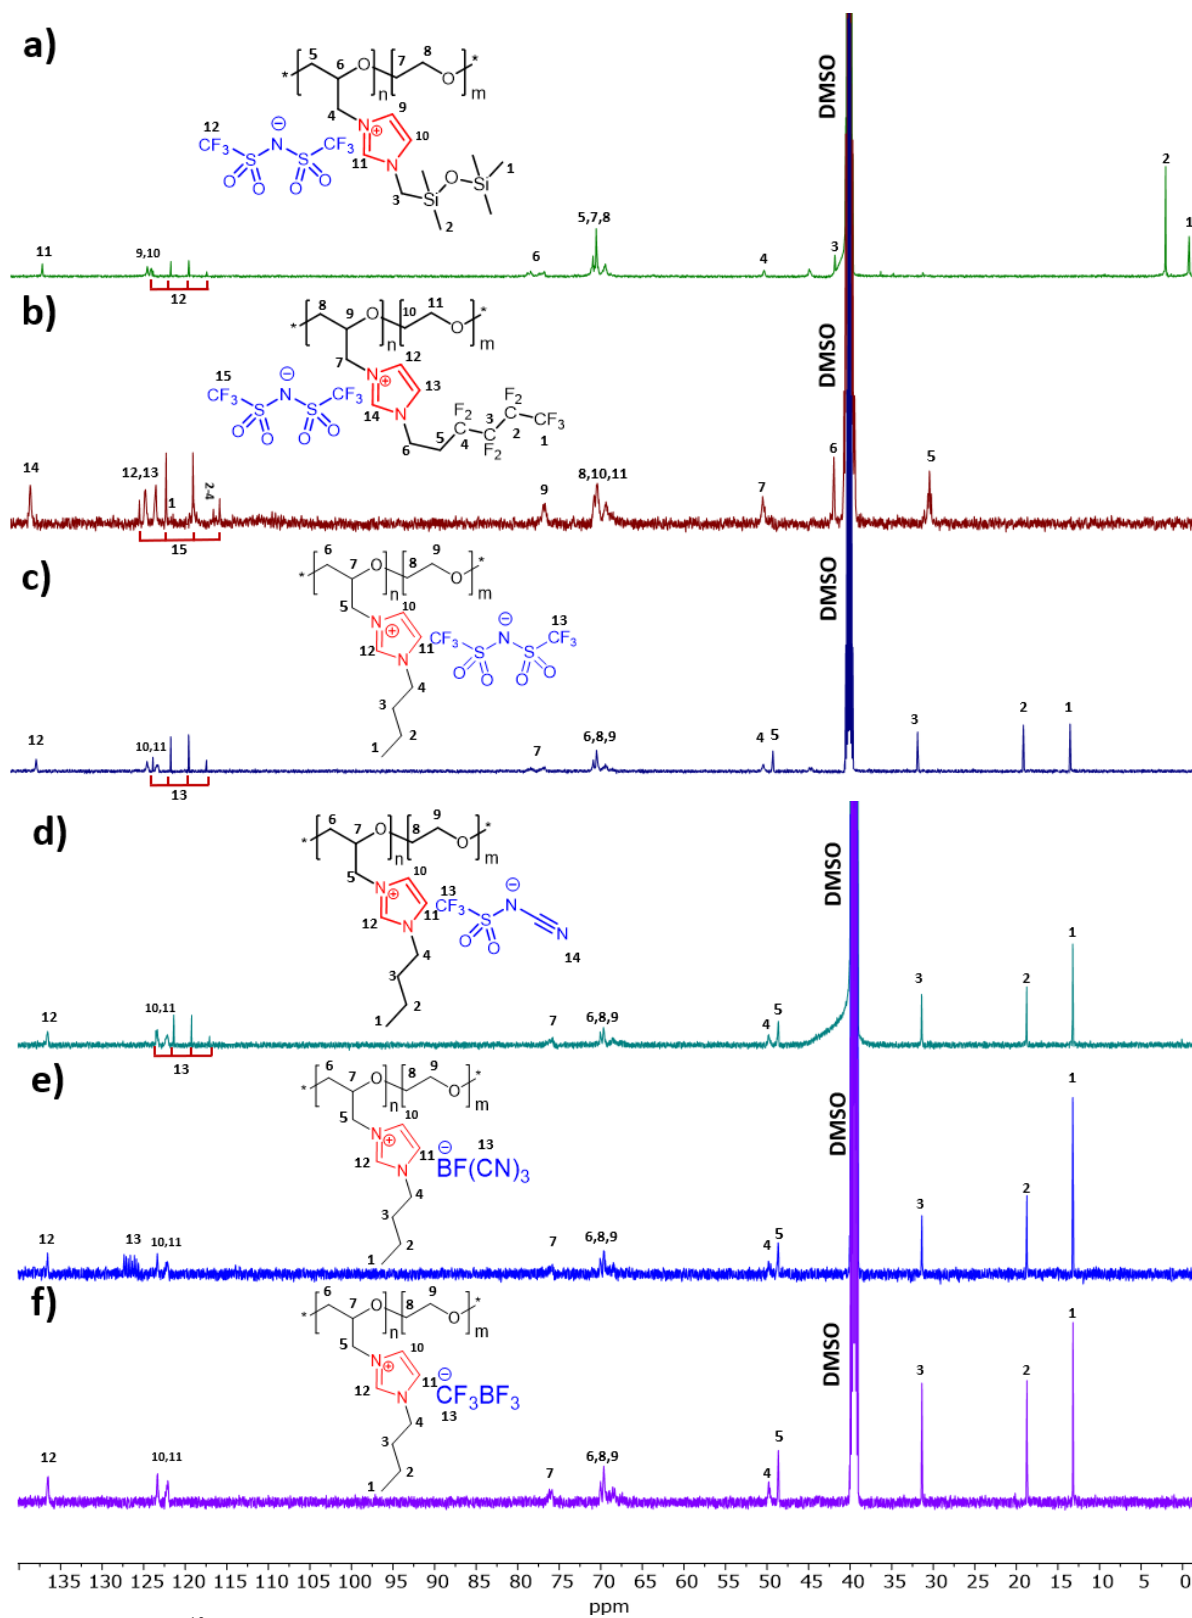 a)
5 6 O 7 8 O
* [ ]n [ ]m *
4 9
12 ⊖ N ⊕ 10
CF3 N CF3 11 N 1
S S O Si
O O O O 3 Si
2
DMSO
2
1
11 9,10 12 6 5,7,8 4 3
b)
8 9 O 10 11 O
* [ ]n [ ]m *
7 12
15 ⊖ N ⊕ 13
CF3 N CF3 14 N F2 F2
S S 5 C 3 C CF3
O O O O 4 C 2 1
6 F2
DMSO
14 12,13 1 2-4 15 9 8,10,11 7 6 5
c)
6 7 O 8 9 O
* [ ]n [ ]m *
5 10
N ⊕ ⊖ 13
12 N 11 CF3 N CF3
S S
4 O O O O
3
1 2
DMSO
12 10,11 13 7 6,8,9 4 5 3 2 1
d)
6 7 O 8 9 O
* [ ]n [ ]m *
5 10
N ⊕ 13 ⊖
12 N 11 CF3 N
S
4 O O N
3 14
1 2
DMSO
12 10,11 13 7 6,8,9 4 5 3 2 1
e)
6 7 O 8 9 O
* [ ]n [ ]m *
5 10
N ⊕ ⊖ 13
12 N 11 BF(CN)3
4
3
1 2
DMSO
12 13 10,11 7 6,8,9 4 5 3 2 1
f)
6 7 O 8 9 O
* [ ]n [ ]m *
5 10
N ⊕ ⊖
12 N 11 CF3BF3
4 13
3
1 2
DMSO
12 10,11 7 6,8,9 4 5 3 2 1
135 130 125 120 115 110 105 100 95 90 85 80 75 70 65 60 55 50 45 40 35 30 25 20 15 10 5 0
ppm